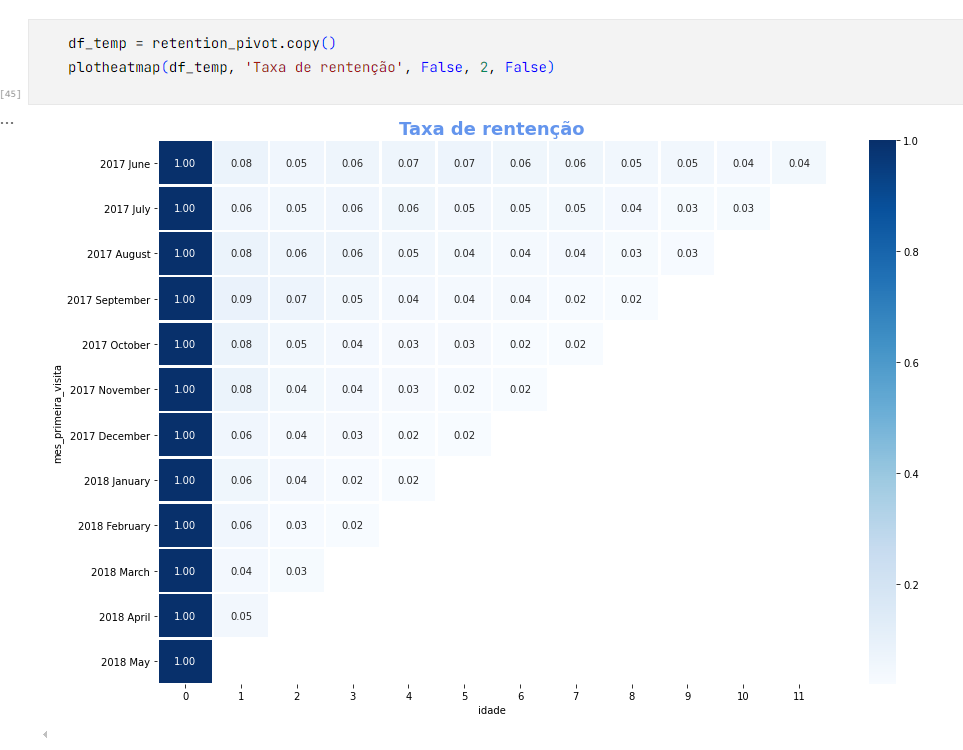 df_temp = retention_pivot.copy()
plotheatmap(df_temp, 'Taxa de rentenção', False, 2, False)
[45]
...
Taxa de rentenção
mes_primeira_visita
2017 June 1.00 0.08 0.05 0.06 0.07 0.07 0.06 0.06 0.05 0.05 0.04 0.04
2017 July 1.00 0.06 0.05 0.06 0.06 0.05 0.05 0.05 0.04 0.03 0.03
2017 August 1.00 0.08 0.06 0.06 0.05 0.04 0.04 0.04 0.03 0.03
2017 September 1.00 0.09 0.07 0.05 0.04 0.04 0.04 0.02 0.02
2017 October 1.00 0.08 0.05 0.04 0.03 0.03 0.02 0.02
2017 November 1.00 0.08 0.04 0.04 0.03 0.02 0.02
2017 December 1.00 0.06 0.04 0.03 0.02 0.02
2018 January 1.00 0.06 0.04 0.02 0.02
2018 February 1.00 0.06 0.03 0.02
2018 March 1.00 0.04 0.03
2018 April 1.00 0.05
2018 May 1.00
0 1 2 3 4 5 6 7 8 9 10 11
idade
1.0
0.8
0.6
0.4
0.2